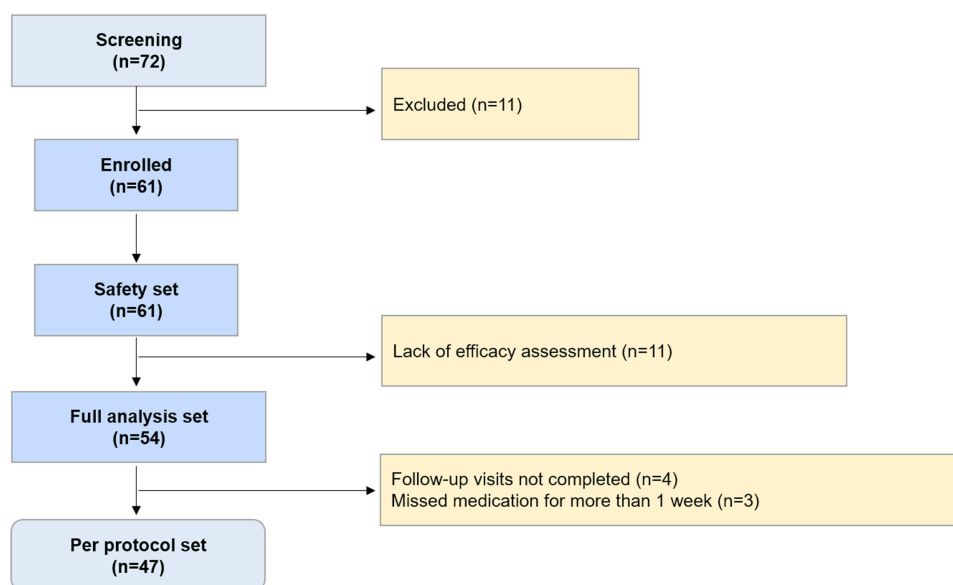 Screening
(n=72)
Excluded (n=11)
Enrolled
(n=61)
Safety set
(n=61)
Lack of efficacy assessment (n=11)
Full analysis set
(n=54)
Follow-up visits not completed (n=4)
Missed medication for more than 1 week (n=3)
Per protocol set
(n=47)